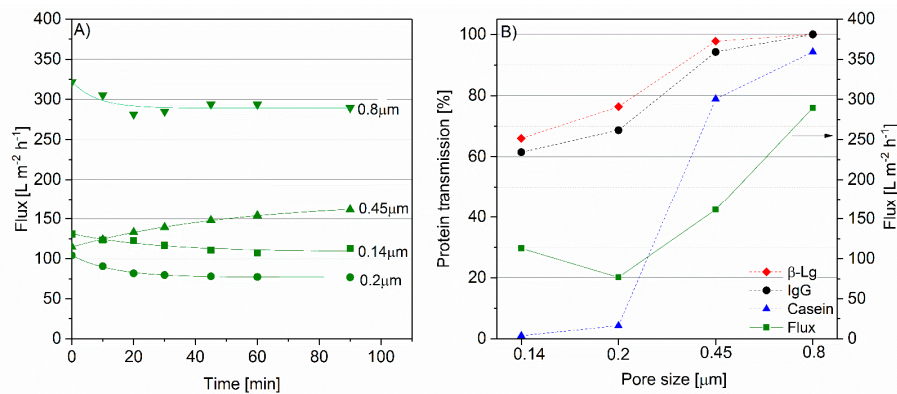 A)
400
350
300
250
200
150
100
50
0
Flux [L m⁻² h⁻¹]
0.8μm
0.45μm
0.14μm
0.2μm
0 20 40 60 80 100
Time [min]
B)
100
80
60
40
20
0
Protein transmission [%]
β-Lg
IgG
Casein
Flux
0.14 0.2 0.45 0.8
Pore size [μm]
400
350
300
250
200
150
100
50
0
Flux [L m⁻² h⁻¹]